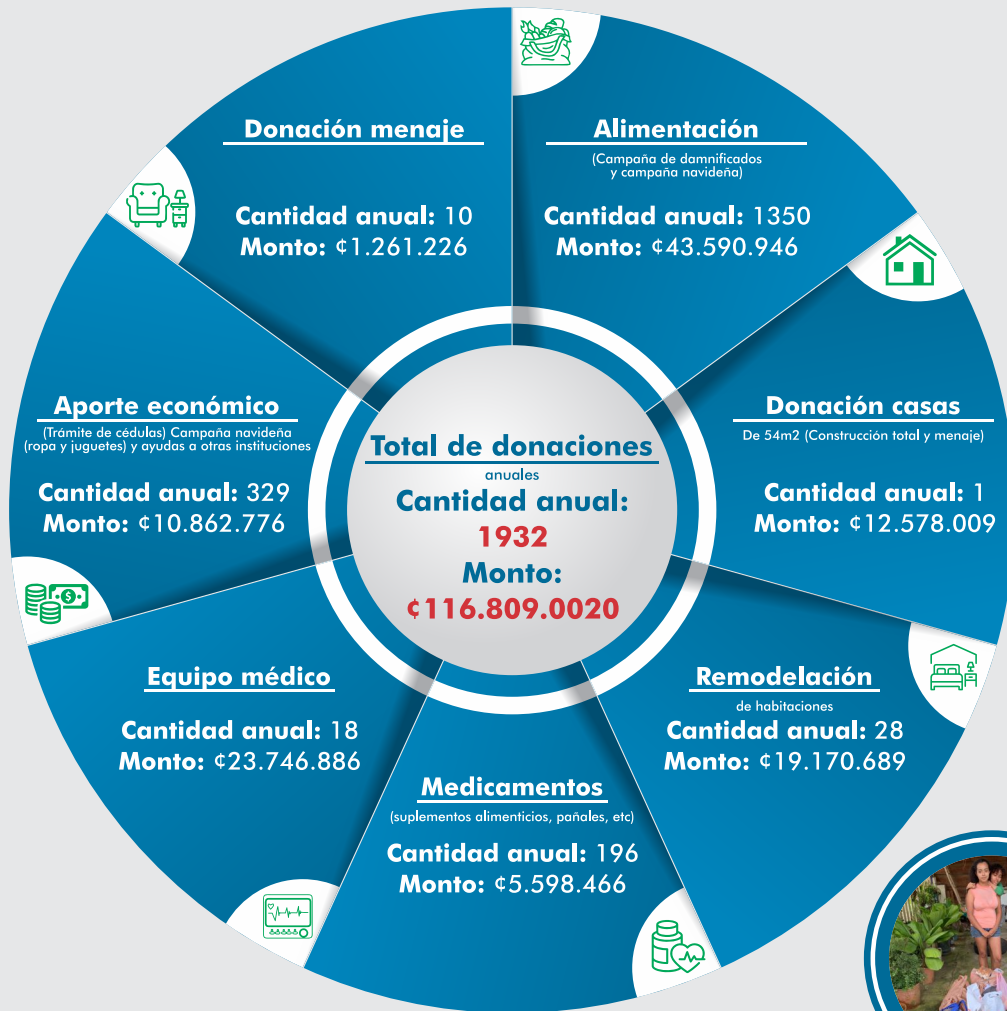 Donación menaje
Cantidad anual: 10
Monto: ¢1.261.226
Alimentación
(Campaña de damnificados
y campaña navideña)
Cantidad anual: 1350
Monto: ¢43.590.946
Donación casas
De 54m2 (Construcción total y menaje)
Cantidad anual: 1
Monto: ¢12.578.009
Remodelación
de habitaciones
Cantidad anual: 28
Monto: ¢19.170.689
Medicamentos
(suplementos alimenticios, pañales, etc)
Cantidad anual: 196
Monto: ¢5.598.466
Equipo médico
Cantidad anual: 18
Monto: ¢23.746.886
Aporte económico
(Trámite de cédulas) Campaña navideña
(ropa y juguetes) y ayudas a otras instituciones
Cantidad anual: 329
Monto: ¢10.862.776
Total de donaciones
anuales
Cantidad anual:
1932
Monto:
¢116.809.0020